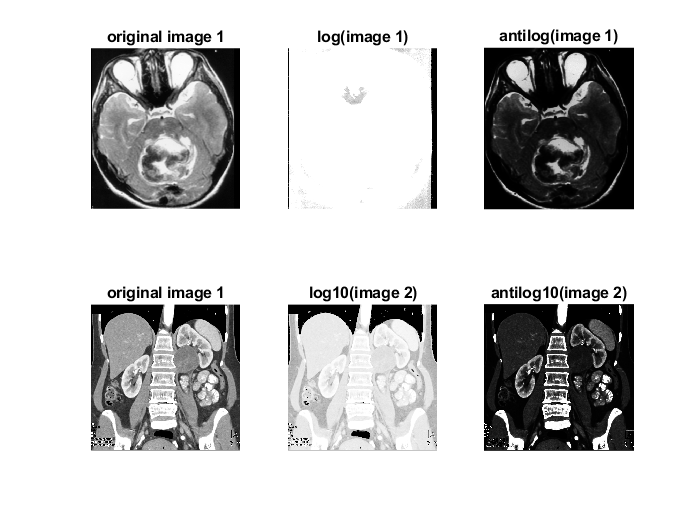 original image 1
log(image 1)
antilog(image 1)
original image 1
log10(image 2)
antilog10(image 2)